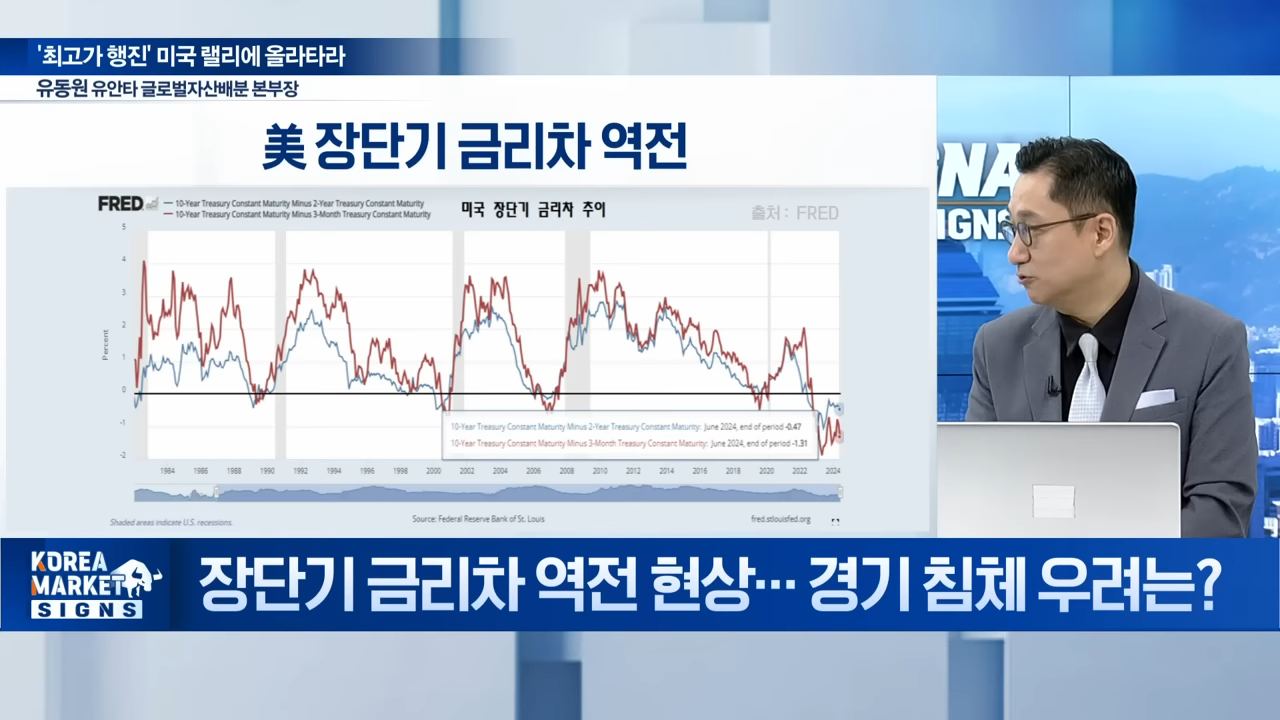 '최고가 행진' 미국 랠리에 올라타라
유동원 유안타 글로벌자산배분 본부장
美 장단기 금리차 역전
FRED
10-Year Treasury Constant Maturity Minus 2-Year Treasury Constant Maturity
10-Year Treasury Constant Maturity Minus 3-Month Treasury Constant Maturity
미국 장단기 금리차 추이
출처: FRED
5
4
3
2
1
0
-1
-2
Percent
10-Year Treasury Constant Maturity Minus 2-Year Treasury Constant Maturity: June 2024, end of period -0.47
10-Year Treasury Constant Maturity Minus 3-Month Treasury Constant Maturity: June 2024, end of period -1.31
1984 1986 1988 1990 1992 1994 1996 1998 2000 2002 2004 2006 2008 2010 2012 2014 2016 2018 2020 2022 2024
Shaded areas indicate U.S. recessions.
Source: Federal Reserve Bank of St. Louis
fred.stlouisfed.org
GNA
IGNS
KOREA
MARKET
SIGNS
장단기 금리차 역전 현상… 경기 침체 우려는?